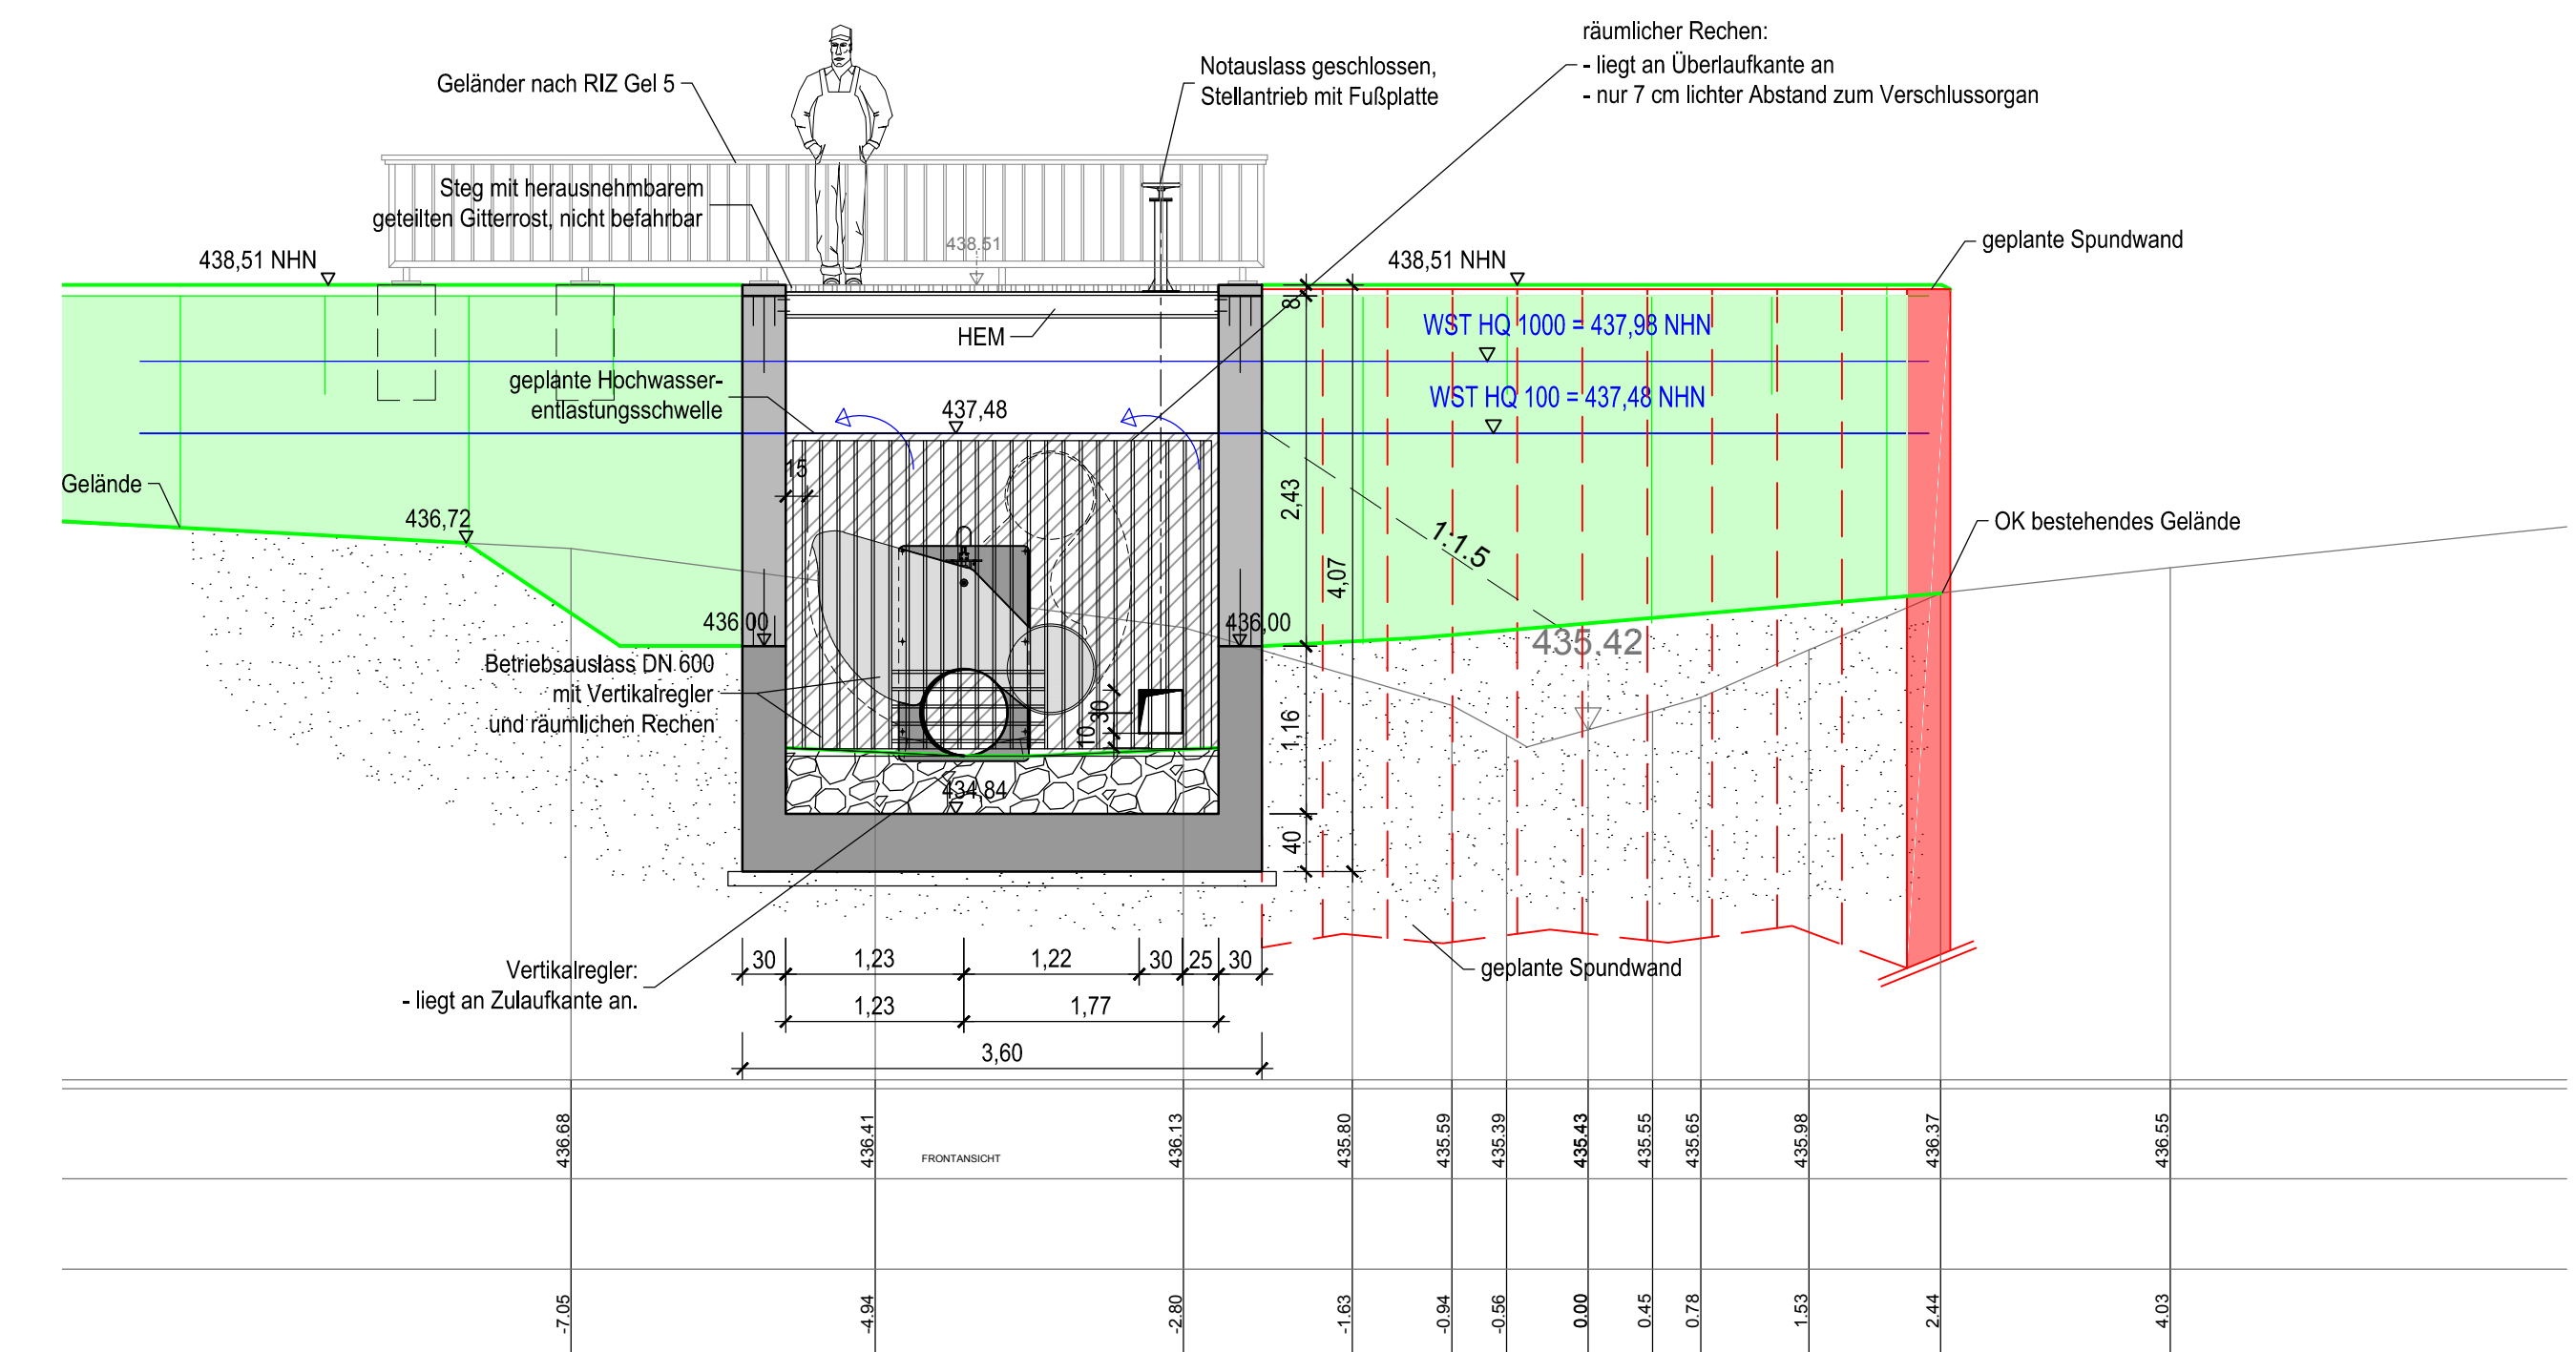 räumlicher Rechen:
- liegt an Überlaufkante an
- nur 7 cm lichter Abstand zum Verschlussorgan
Notauslass geschlossen,
Stellantrieb mit Fußplatte
Geländer nach RIZ Gel 5
Steg mit herausnehmbarem
geteilten Gitterrost, nicht befahrbar
438.51
438,51 NHN
438,51 NHN
geplante Spundwand
8
HEM
WST HQ 1000 = 437,98 NHN
geplante Hochwasser-
entlastungsschwelle
WST HQ 100 = 437,48 NHN
437,48
15
Gelände
436,72
2,43
1:1.5
OK bestehendes Gelände
4,07
436,00
436,00
435.42
Betriebsauslass DN 600
mit Vertikalregler
und räumlichen Rechen
30
10
1,16
434,84
40
Vertikalregler:
- liegt an Zulaufkante an.
30
1,23
1,22
30
25
30
geplante Spundwand
1,23
1,77
3,60
436.68
436.41
FRONTANSICHT
436.13
435.80
435.59
435.39
435.43
435.55
435.65
435.98
436.37
436.55
-7.05
-4.94
-2.80
-1.63
-0.94
-0.56
0.00
0.45
0.78
1.53
2.44
4.03